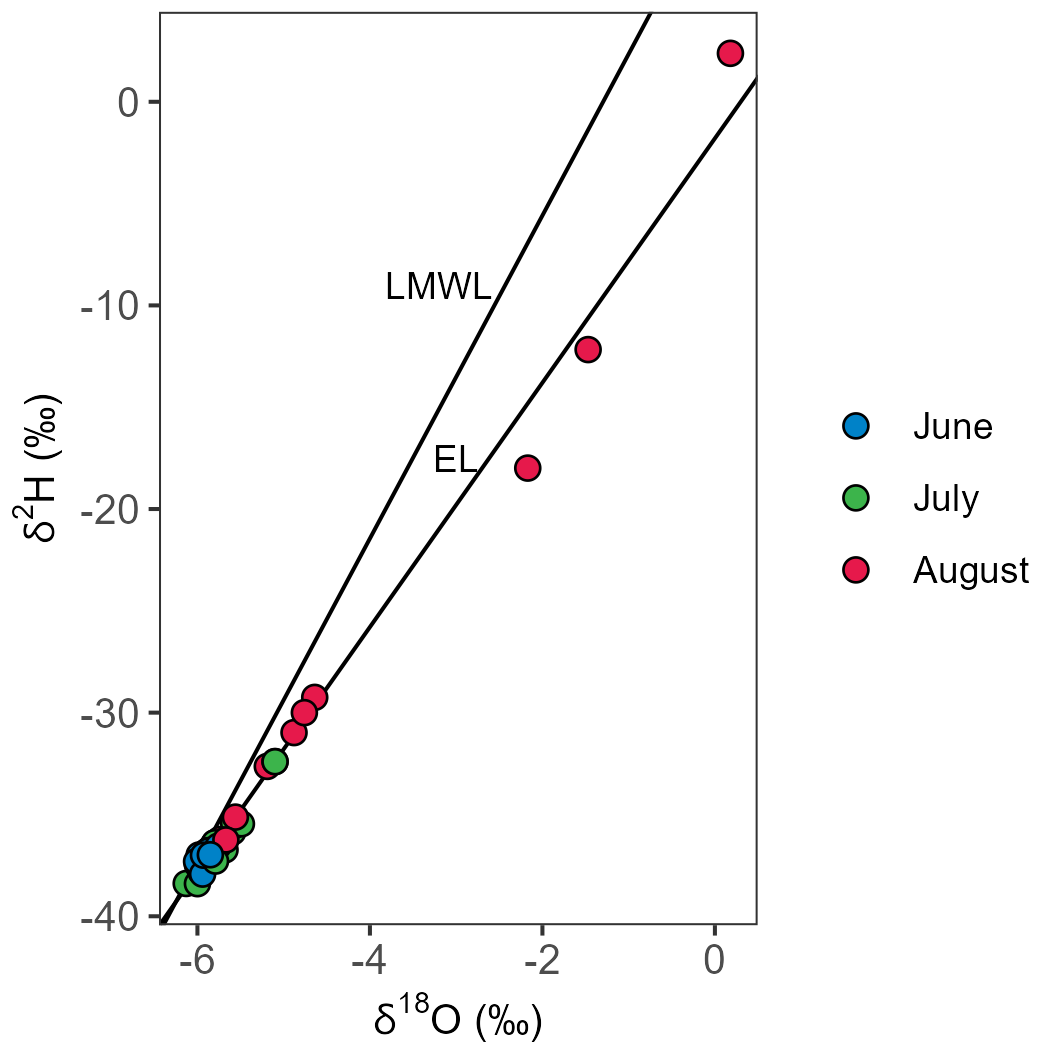 0
-10
-20
-30
-40
δ²H (‰)
LMWL
EL
-6
-4
-2
0
δ¹⁸O (‰)
June
July
August